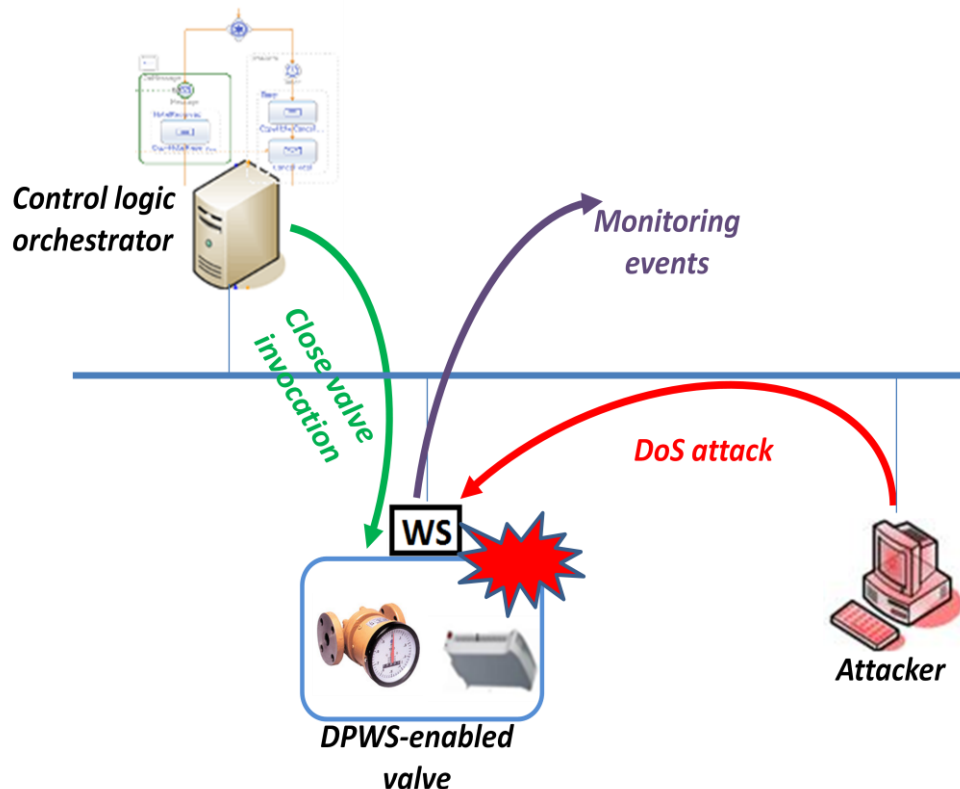 Control logic
orchestrator
Monitoring
events
Close valve
invocation
DoS attack
WS
Attacker
DPWS-enabled
valve